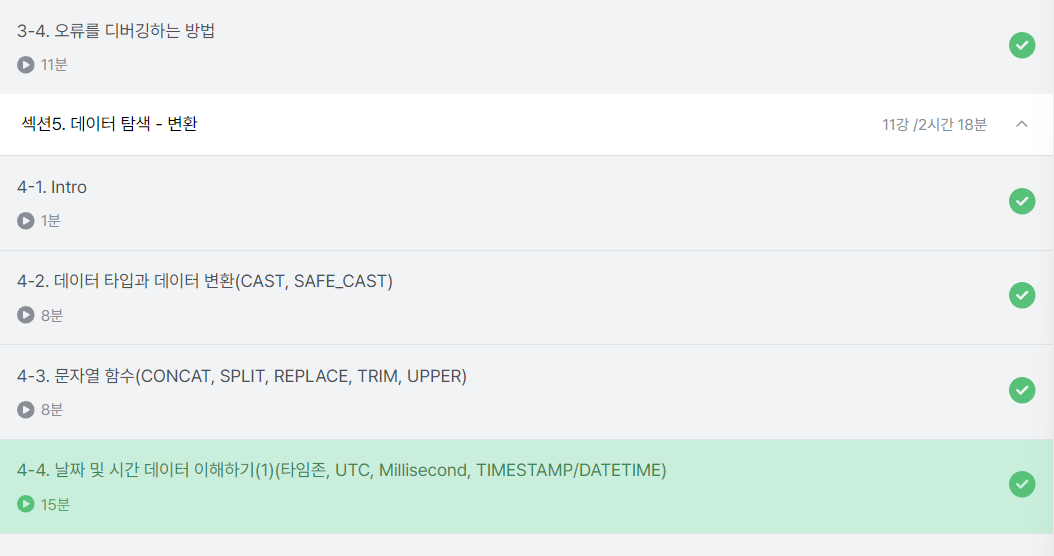 3-4. 오류를 디버깅하는 방법
11분
섹션5. 데이터 탐색 - 변환
11강 /2시간 18분
4-1. Intro
1분
4-2. 데이터 타입과 데이터 변환(CAST, SAFE_CAST)
8분
4-3. 문자열 함수(CONCAT, SPLIT, REPLACE, TRIM, UPPER)
8분
4-4. 날짜 및 시간 데이터 이해하기(1)(타임존, UTC, Millisecond, TIMESTAMP/DATETIME)
15분